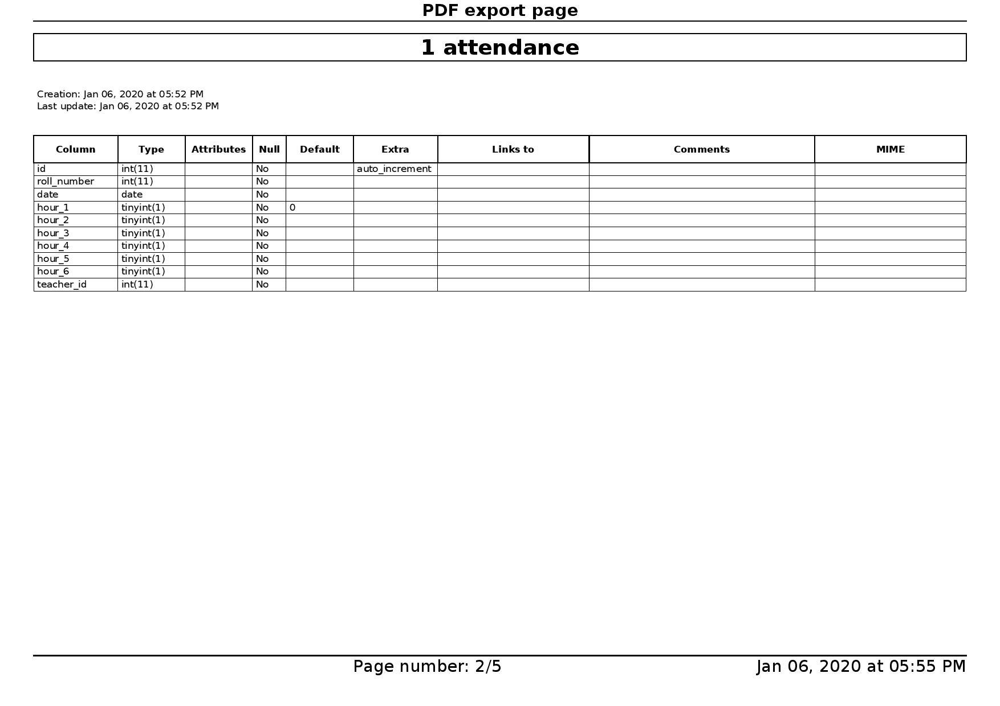 PDF export page
1 attendance
Creation: Jan 06, 2020 at 05:52 PM
Last update: Jan 06, 2020 at 05:52 PM
Column Type Attributes Null Default Extra Links to Comments MIME
id int(11) No auto_increment
roll_number int(11) No
date date No
hour_1 tinyint(1) No 0
hour_2 tinyint(1) No
hour_3 tinyint(1) No
hour_4 tinyint(1) No
hour_5 tinyint(1) No
hour_6 tinyint(1) No
teacher_id int(11) No
Page number: 2/5 Jan 06, 2020 at 05:55 PM